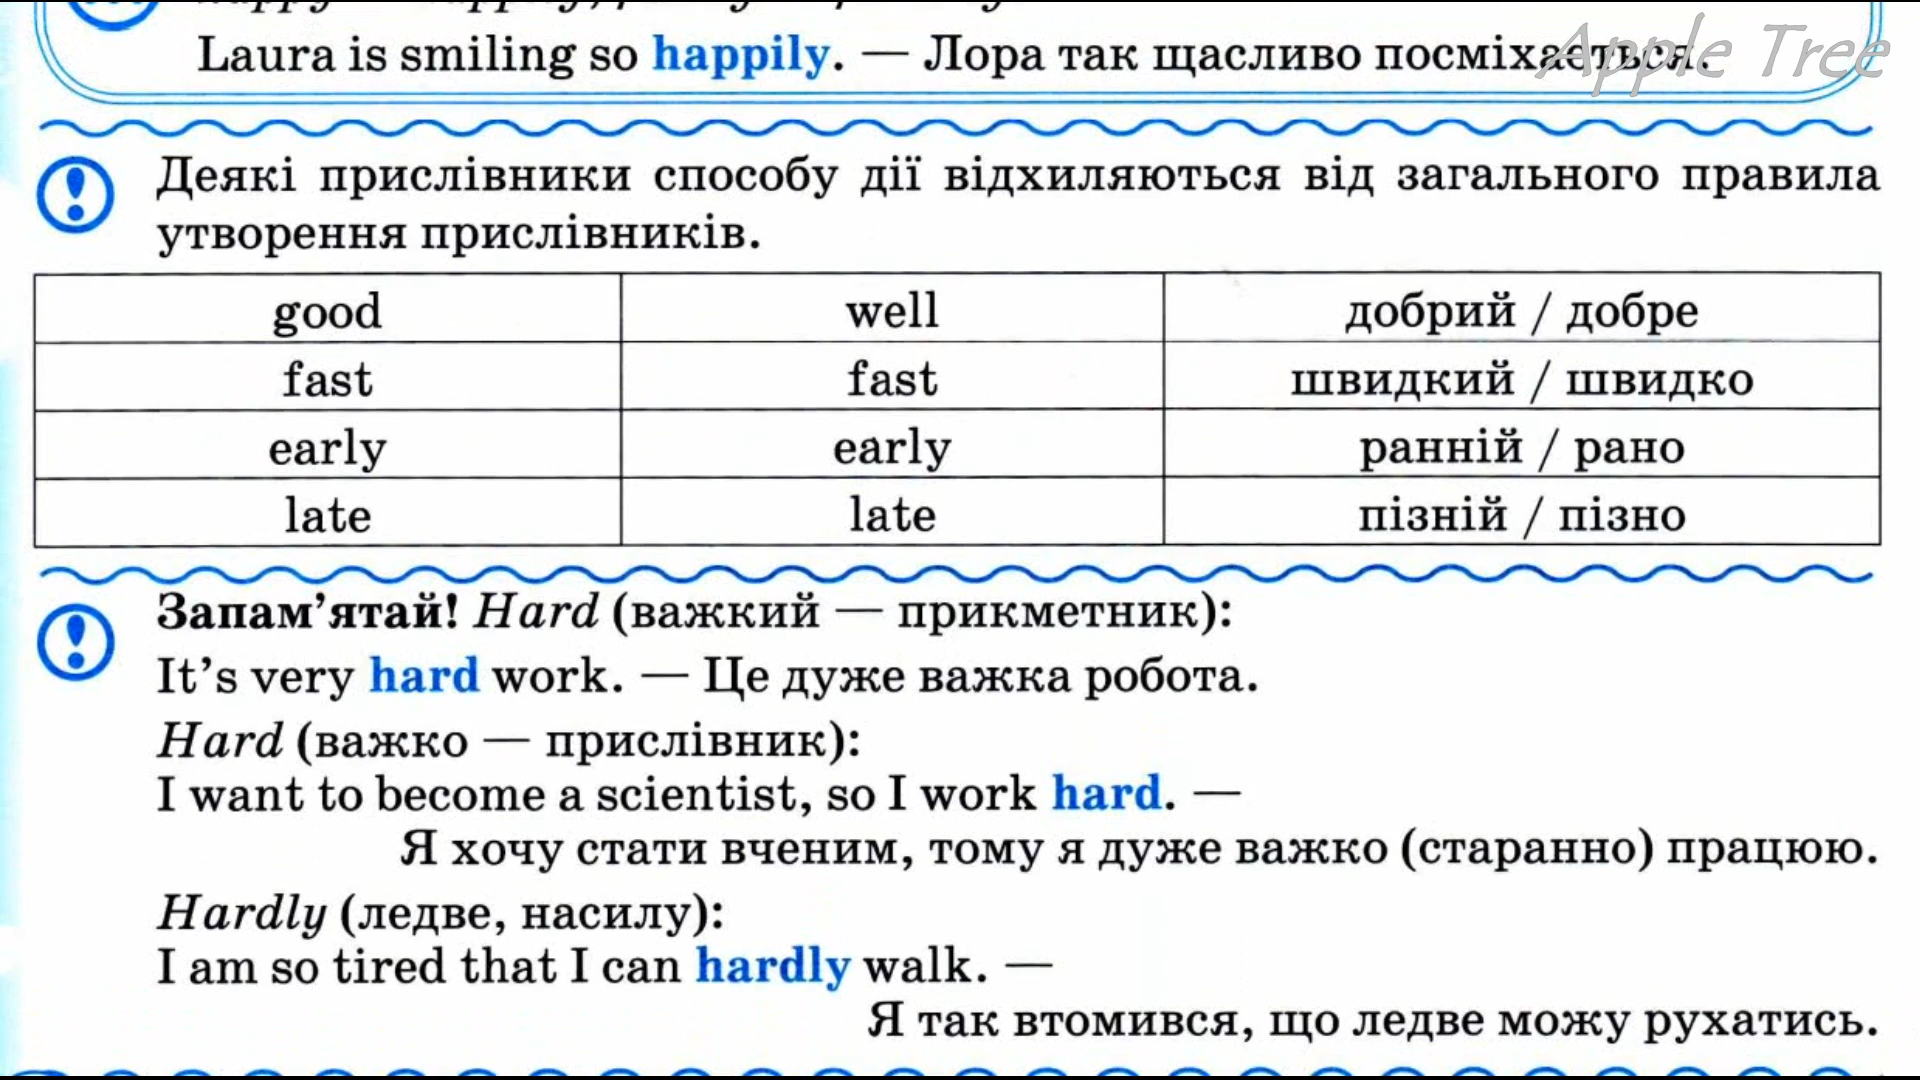 Laura is smiling so happily. — Лора так щасливо посміхається.
Apple Tree
Деякі прислівники способу дії відхиляються від загального правила
утворення прислівників.
good well добрий / добре
fast fast швидкий / швидко
early early ранній / рано
late late пізній / пізно
Запам’ятай! Hard (важкий — прикметник):
It’s very hard work. — Це дуже важка робота.
Hard (важко — прислівник):
I want to become a scientist, so I work hard. —
Я хочу стати вченим, тому я дуже важко (старанно) працюю.
Hardly (ледве, насилу):
I am so tired that I can hardly walk. —
Я так втомився, що ледве можу рухатись.